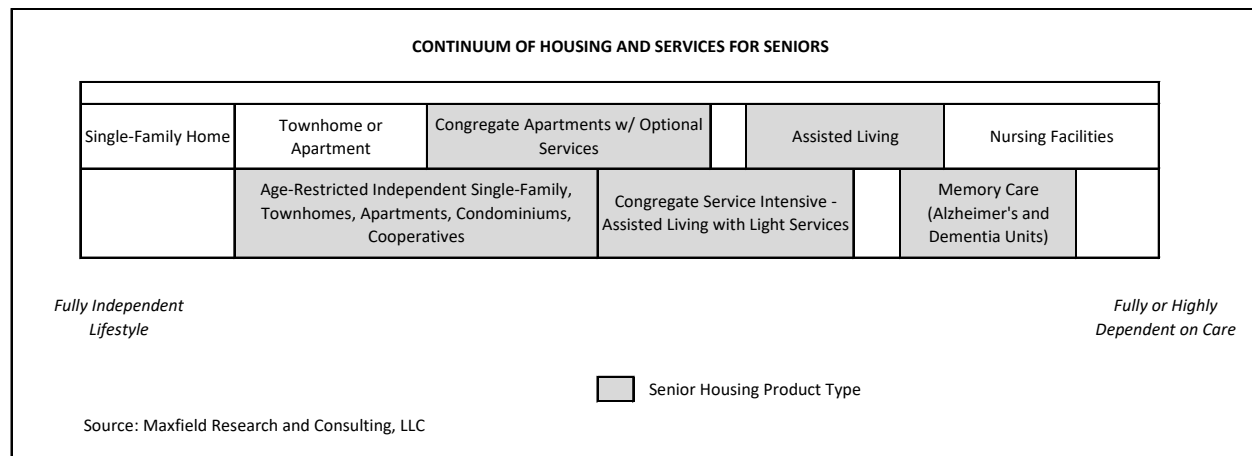 CONTINUUM OF HOUSING AND SERVICES FOR SENIORS
Single-Family Home
Townhome or
Apartment
Congregate Apartments w/ Optional
Services
Assisted Living
Nursing Facilities
Age-Restricted Independent Single-Family,
Townhomes, Apartments, Condominiums,
Cooperatives
Congregate Service Intensive -
Assisted Living with Light Services
Memory Care
(Alzheimer's and
Dementia Units)
Fully Independent
Lifestyle
Fully or Highly
Dependent on Care
Senior Housing Product Type
Source: Maxfield Research and Consulting, LLC